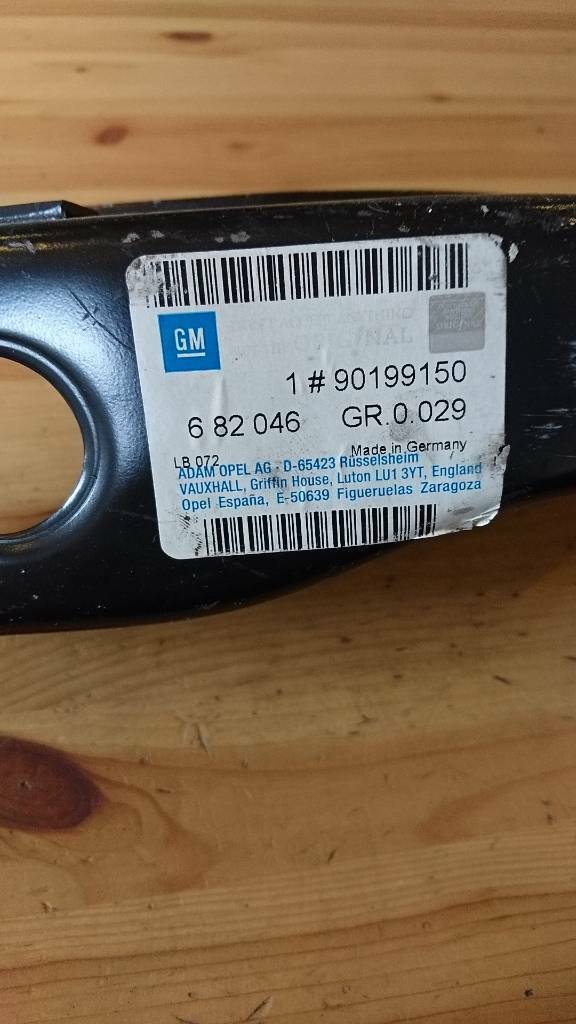 GM
ORIGINAL
1 # 90199150
6 82 046 GR.0.029
LB 072 Made in Germany
ADAM OPEL AG · D-65423 Rüsselsheim
VAUXHALL, Griffin House, Luton LU1 3YT, England
Opel España, E-50639 Figueruelas Zaragoza